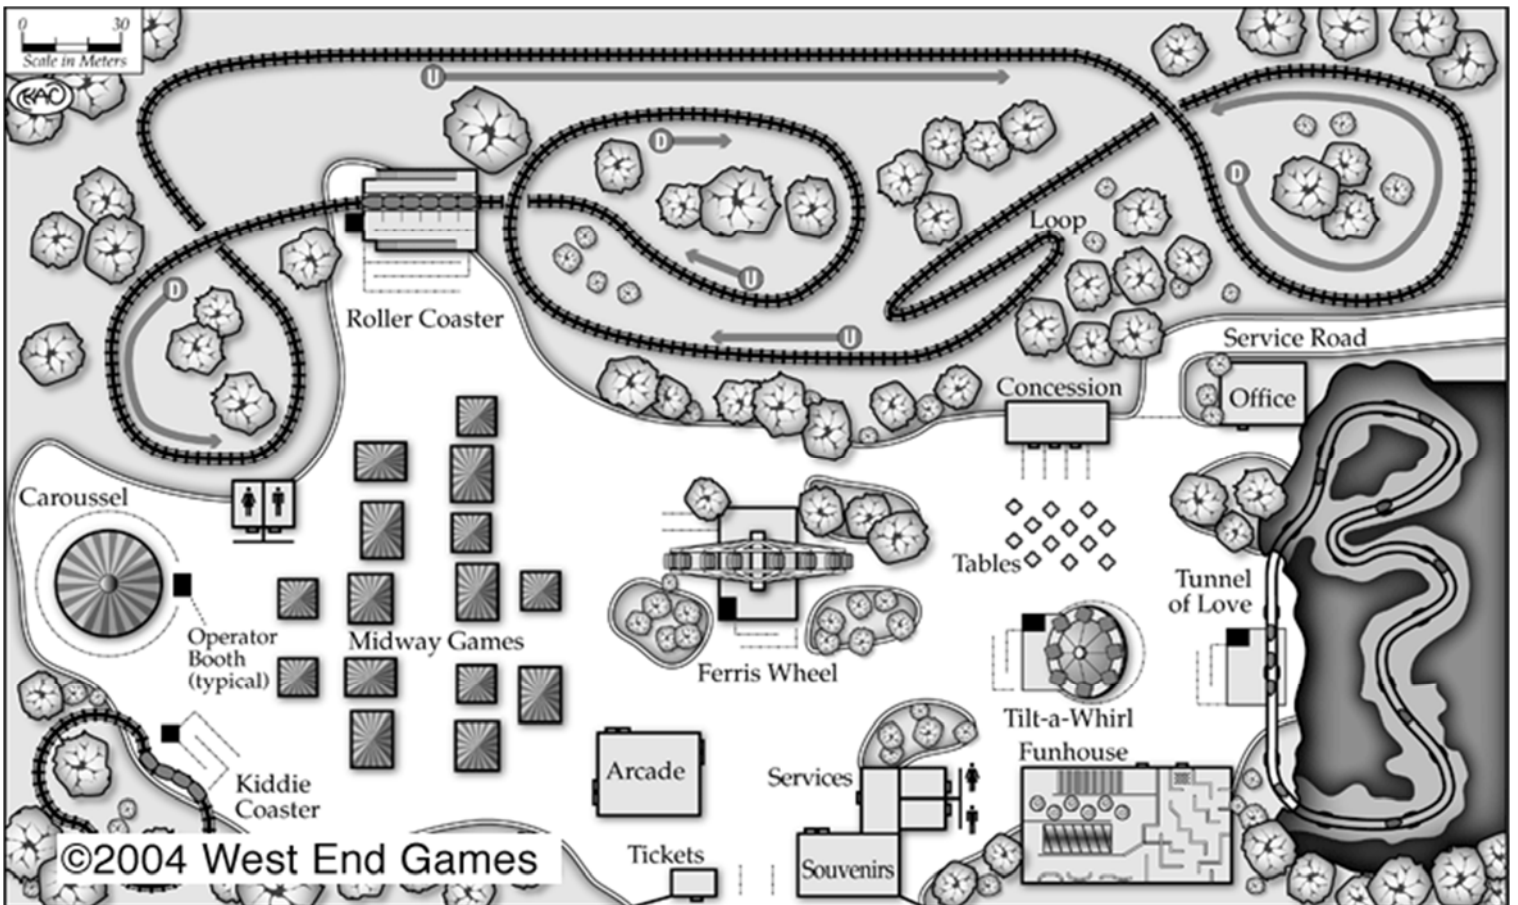 0 30
Scale in Meters
KAC
U
D
U
D
Loop
D
U
Roller Coaster
Service Road
Concession
Office
Caroussel
Tables
Tunnel
of Love
Operator
Booth
(typical)
Midway Games
Ferris Wheel
Tilt-a-Whirl
Funhouse
Arcade
Services
Kiddie
Coaster
Tickets
Souvenirs
©2004 West End Games